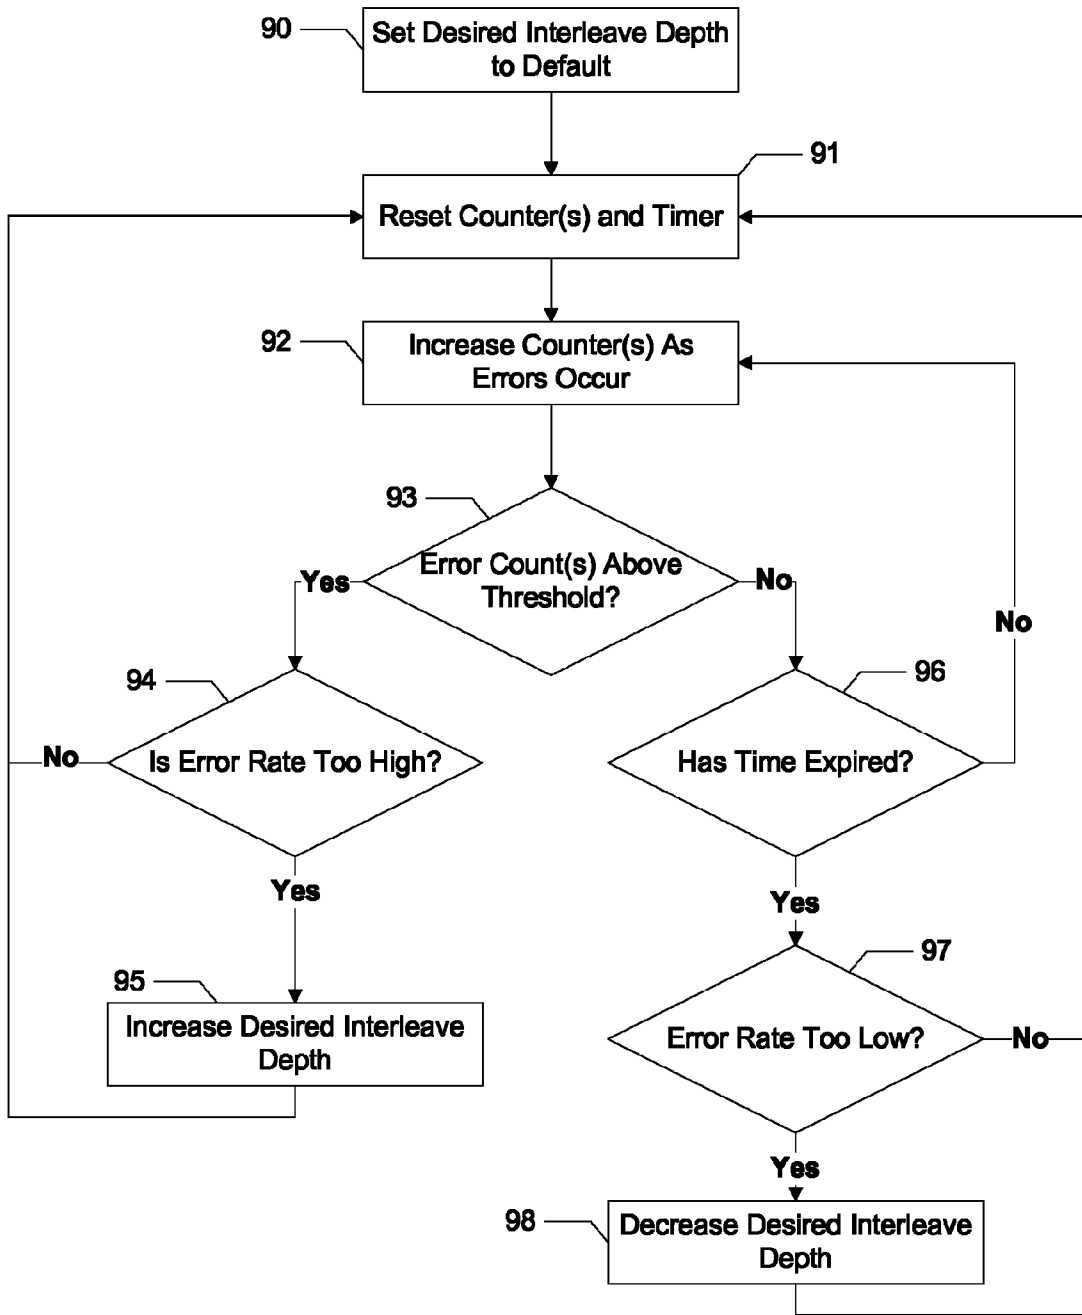 90
Set Desired Interleave Depth
to Default
91
Reset Counter(s) and Timer
92
Increase Counter(s) As
Errors Occur
93
Error Count(s) Above
Threshold?
Yes
No
No
94
Is Error Rate Too High?
No
Yes
96
Has Time Expired?
Yes
95
Increase Desired Interleave
Depth
97
Error Rate Too Low?
No
Yes
98
Decrease Desired Interleave
Depth